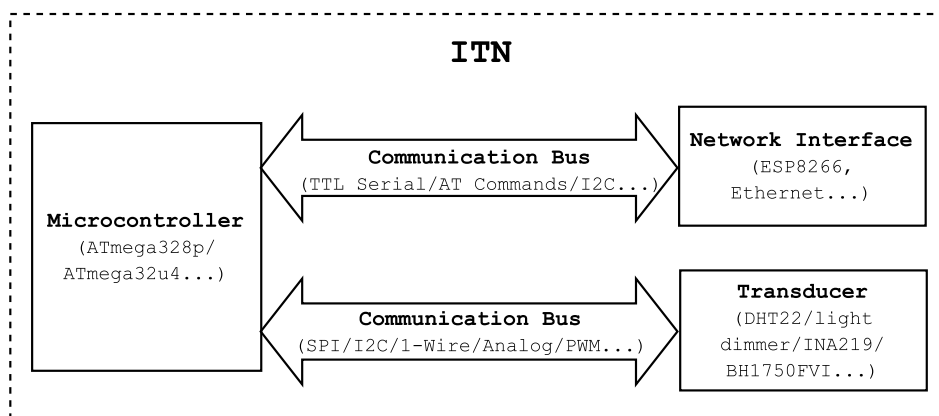 ITN
Microcontroller
(ATmega328p/
ATmega32u4...)
Communication Bus
(TTL Serial/AT Commands/I2C...)
Network Interface
(ESP8266,
Ethernet...)
Communication Bus
(SPI/I2C/1-Wire/Analog/PWM...)
Transducer
(DHT22/light
dimmer/INA219/
BH1750FVI...)